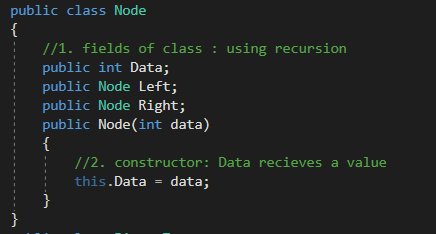 public class Node
{
//1. fields of class : using recursion
public int Data;
public Node Left;
public Node Right;
public Node(int data)
{
//2. constructor: Data recieves a value
this.Data = data;
}
}